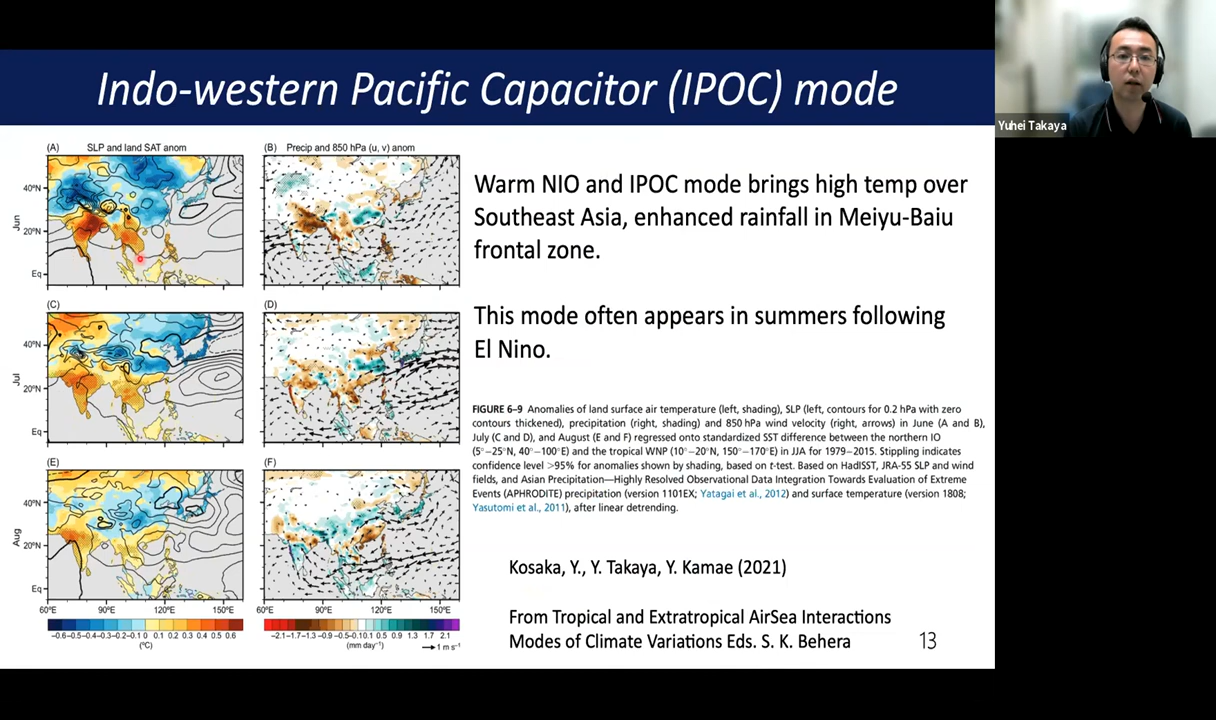 Indo-western Pacific Capacitor (IPOC) mode
Yuhei Takaya
(A) SLP and land SAT anom
(B) Precip and 850 hPa (u, v) anom
Jun
40°N
20°N
Eq
(C)
(D)
Jul
40°N
20°N
Eq
(E)
(F)
Aug
40°N
20°N
Eq
60°E 90°E 120°E 150°E
60°E 90°E 120°E 150°E
−0.6−0.5−0.4−0.3−0.2−0.1 0 0.1 0.2 0.3 0.4 0.5 0.6
(°C)
−2.1−1.7−1.3−0.9−0.5−0.10.1 0.5 0.9 1.3 1.7 2.1
(mm day⁻¹)
1 m s⁻¹
Warm NIO and IPOC mode brings high temp over
Southeast Asia, enhanced rainfall in Meiyu-Baiu
frontal zone.
This mode often appears in summers following
El Nino.
FIGURE 6–9 Anomalies of land surface air temperature (left, shading), SLP (left, contours for 0.2 hPa with zero
contours thickened), precipitation (right, shading) and 850 hPa wind velocity (right, arrows) in June (A and B),
July (C and D), and August (E and F) regressed onto standardized SST difference between the northern IO
(5°−25°N, 40°−100°E) and the tropical WNP (10°−20°N, 150°−170°E) in JJA for 1979−2015. Stippling indicates
confidence level >95% for anomalies shown by shading, based on t-test. Based on HadISST, JRA-55 SLP and wind
fields, and Asian Precipitation—Highly Resolved Observational Data Integration Towards Evaluation of Extreme
Events (APHRODITE) precipitation (version 1101EX; Yatagai et al., 2012) and surface temperature (version 1808;
Yasutomi et al., 2011), after linear detrending.
Kosaka, Y., Y. Takaya, Y. Kamae (2021)
From Tropical and Extratropical AirSea Interactions
Modes of Climate Variations Eds. S. K. Behera
13